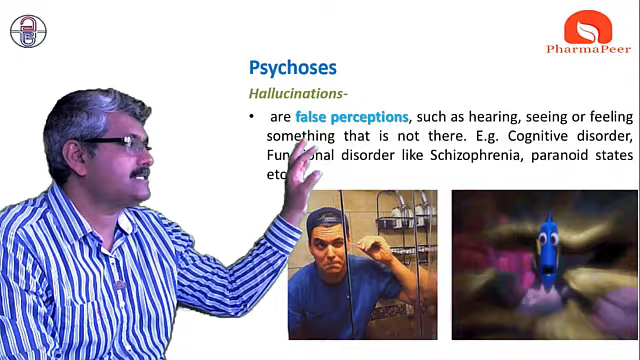 PharmaPeer
Psychoses
Hallucinations-
• are false perceptions, such as hearing, seeing or feeling
something that is not there. E.g. Cognitive disorder,
disorder like Schizophrenia, paranoid states
etc